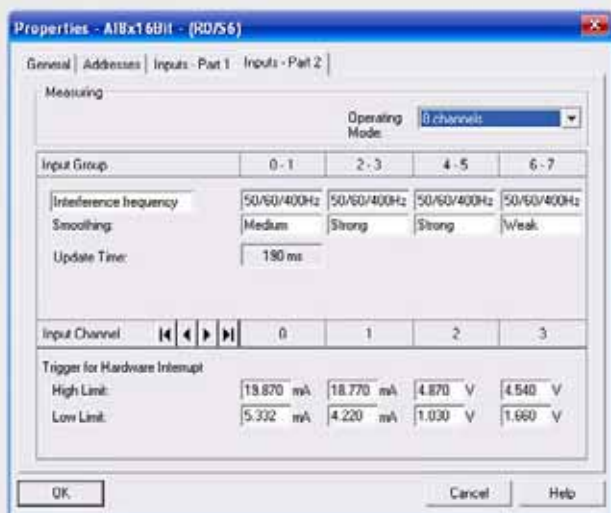 Properties - AI8x16Bit - (R0/S6)
General Addresses Inputs - Part 1 Inputs - Part 2
Measuring
Operating Mode: 8 channels
Input Group 0 - 1 2 - 3 4 - 5 6 - 7
Interference frequency 50/60/400Hz 50/60/400Hz 50/60/400Hz 50/60/400Hz
Smoothing: Medium Strong Strong Weak
Update Time: 190 ms
Input Channel 0 1 2 3
Trigger for Hardware Interrupt
High Limit: 19.870 mA 18.770 mA 4.870 V 4.540 V
Low Limit: 5.332 mA 4.220 mA 1.030 V 1.660 V
OK Cancel Help